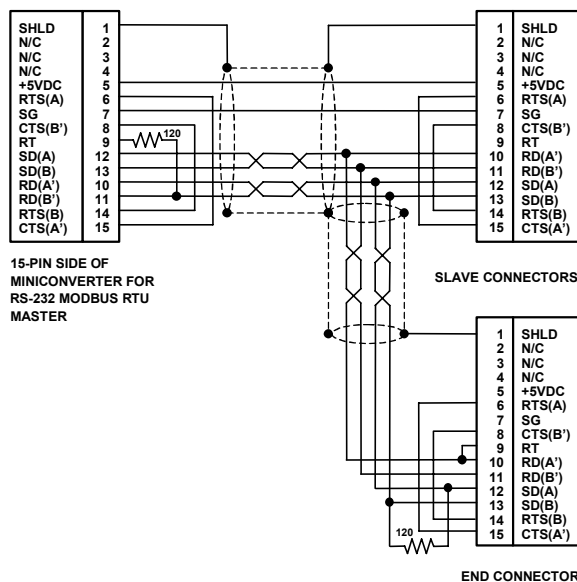 SHLD 1
N/C 2
N/C 3
N/C 4
+5VDC 5
RTS(A) 6
SG 7
CTS(B') 8
RT 9
SD(A) 12
SD(B) 13
RD(A') 10
RD(B') 11
RTS(B) 14
CTS(A') 15
120
15-PIN SIDE OF
MINICONVERTER FOR
RS-232 MODBUS RTU
MASTER
1 SHLD
2 N/C
3 N/C
4 N/C
5 +5VDC
6 RTS(A)
7 SG
8 CTS(B')
9 RT
10 RD(A')
11 RD(B')
12 SD(A)
13 SD(B)
14 RTS(B)
15 CTS(A')
SLAVE CONNECTORS
1 SHLD
2 N/C
3 N/C
4 N/C
5 +5VDC
6 RTS(A)
7 SG
8 CTS(B')
9 RT
10 RD(A')
11 RD(B')
12 SD(A)
13 SD(B)
14 RTS(B)
15 CTS(A')
120
END CONNECTOR